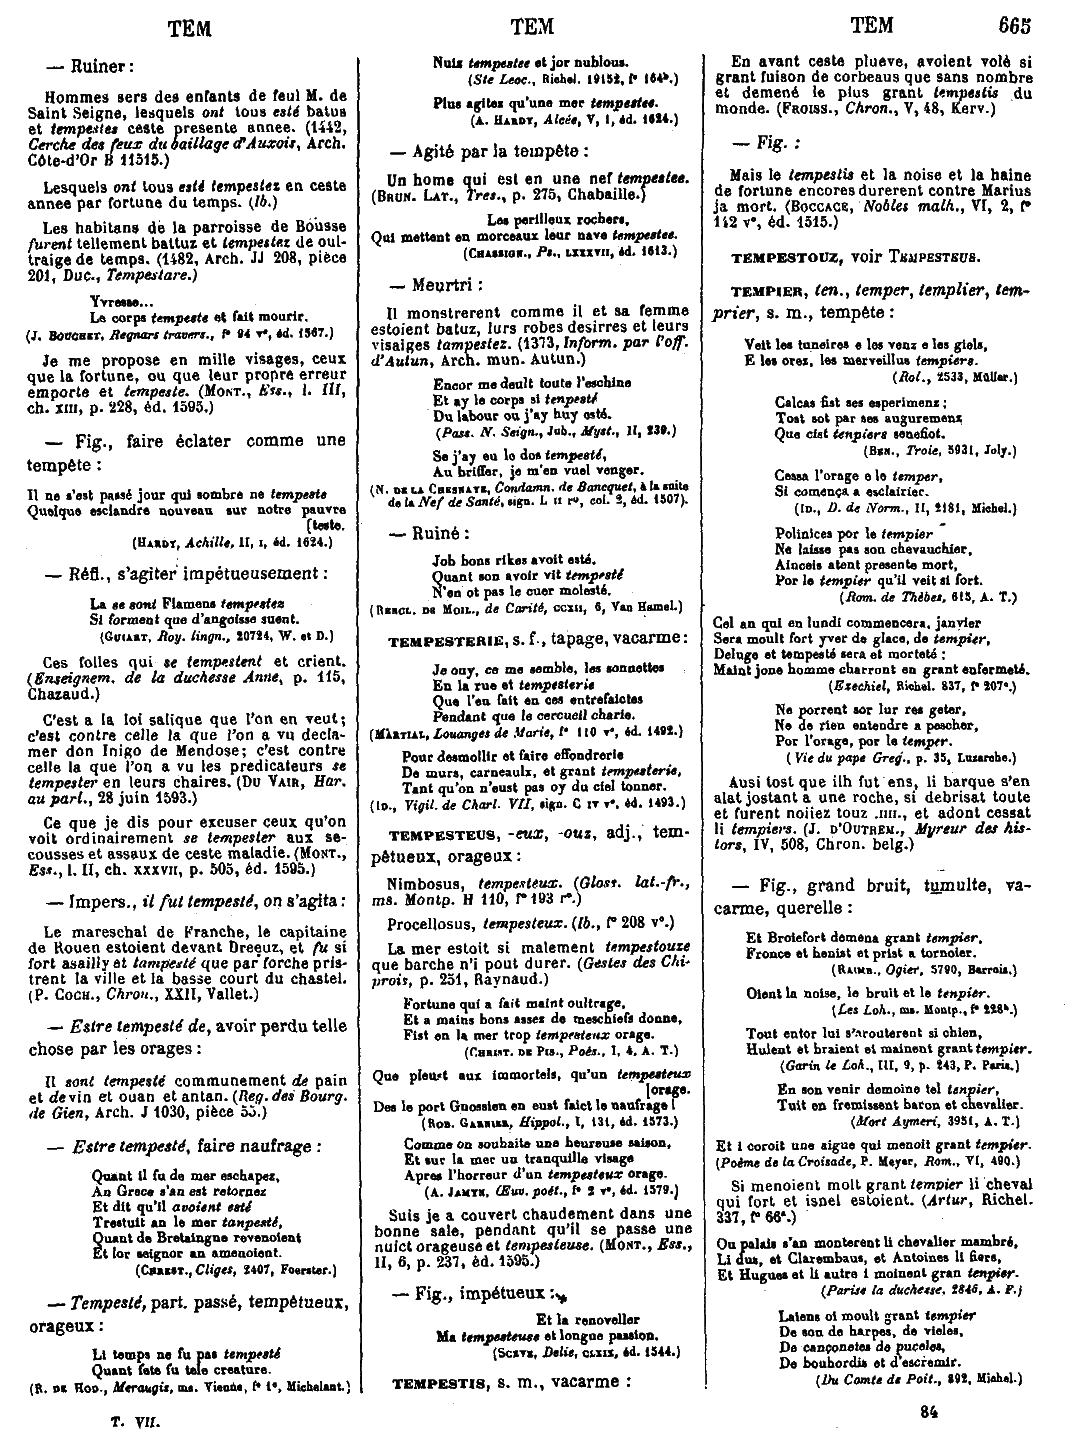 TEM
TEM
TEM
665
— Ruiner :
Hommes sers des enfants de feul M. de
Saint Seigne, lesquels ont tous esté batus
et tempestes ceste presente annee. (1442,
Cerche des feux du bailliage d'Auxois, Arch.
Côte-d'Or B 11515.)
Lesquels ont tous esté tempestez en ceste
annee par fortune du temps. (Ib.)
Les habitans de la parroisse de Bousse
furent tellement battuz et tempestez de oul-
traige de temps. (1482, Arch. JJ 208, pièce
201, Duc., Tempestare.)
Yvresse...
Le corps tempeste et fait mourir.
(J. BOUCHET, Regnars travers., f° 94 v°, éd. 1567.)
Je me propose en mille visages, ceux
que la fortune, ou que leur propre erreur
emporte et tempeste. (MONT., Ess., l. III,
ch. XIII, p. 228, éd. 1595.)
— Fig., faire éclater comme une
tempête :
Il ne s'est passé jour qui sombre ne tempeste
Quelque esclandre nouveau sur notre pauvre
[teste.
(HARDY, Achille, II, I, éd. 1624.)
— Réfl., s'agiter impétueusement :
La se sont Flamens tempestez
Si forment que d'angoisse suent.
(GUIART, Roy. lingn., 20724, W. et D.)
Ces folles qui se tempestent et crient.
(Enseignem. de la duchesse Anne, p. 115,
Chazaud.)
C'est a la loi salique que l'on en veut;
c'est contre celle la que l'on a vu decla-
mer don Inigo de Mendose; c'est contre
celle la que l'on a vu les predicateurs se
tempester en leurs chaires. (DU VAIR, Har.
au parl., 28 juin 1593.)
Ce que je dis pour excuser ceux qu'on
voit ordinairement se tempester aux se-
cousses et assaux de ceste maladie. (MONT.,
Ess., l. II, ch. XXXVII, p. 505, éd. 1595.)
— Impers., il fut tempesté, on s'agita :
Le mareschal de Franche, le capitaine
de Rouen estoient devant Dreeuz, et fu si
fort asailly et tampesté que par forche pris-
trent la ville et la basse court du chastel.
(P. COCH., Chron., XXII, Vallet.)
— Estre tempesté de, avoir perdu telle
chose par les orages :
Il sont tempesté communement de pain
et de vin et ouan et antan. (Reg. des Bourg.
de Gien, Arch. J 1030, pièce 55.)
— Estre tempesté, faire naufrage :
Quant il fu de mer eschapez,
An Grece s'an est retornez
Et dit qu'il avoient esté
Trestuit an le mer tanpesté,
Quant de Bretaingne revenoient
Et lor seignor an amenoient.
(CHREST., Cliges, 2407, Foerster.)
— Tempesté, part. passé, tempêtueux,
orageux :
Li temps ne fu pas tempesté
Quant fete fu tele creature.
(R. DE HOD., Meraugis, ms. Vienne, f° 1°, Michelant.)
T. VII.
Nuis tempestee et jor nublous.
(Ste Leoc., Richel. 19152, f° 164b.)
Plus agitez qu'une mer tempestee.
(A. HARDY, Alcée, V, I, éd. 1624.)
— Agité par la tempête :
Un home qui est en une nef tempestee.
(BRUN. LAT., Tres., p. 275, Chabaille.)
Les perilleux rochers,
Qui mettent en morceaux leur nave tempestee.
(CHASSIGN., Ps., LXXXVII, éd. 1613.)
— Meurtri :
Il monstrerent comme il et sa femme
estoient batuz, lurs robes desirres et leurs
visaiges tampestez. (1373, Inform. par l'off.
d'Autun, Arch. mun. Autun.)
Encor me deult toute l'eschine
Et ay le corps si tenpesté
Du labour ou j'ay huy esté.
(Pass. N. Seign., Jub., Myst., II, 239.)
Se j'ay eu lo dos tempesté,
Au briffer, je m'en vuel venger.
(N. DE LA CHESNAYE, Condamn. de Bancquet, à la suite
de la Nef de Santé, sign. L II r°, col. 2, éd. 1507).
— Ruiné :
Job bons rikes avoit esté.
Quant son avoir vit tempesté
N'en ot pas le cuer molesté.
(RENCL. DE MOIL., de Carité, CCXII, 6, Van Hamel.)
TEMPESTERIE, s. f., tapage, vacarme :
Je ouy, ce me semble, les sonnettes
En la rue et tempesterie
Que l'en fait en ces entrefaictes
Pendant que le cercueil charie.
(MARTIAL, Louanges de Marie, f° 110 v°, éd. 1492.)
Pour desmollir et faire effondrerie
De murs, carneaulx, et grant tempesterie,
Tant qu'on n'eust pas oy du ciel tonner.
(ID., Vigil. de Charl. VII, sign. C IV v°, éd. 1493.)
TEMPESTEUS, -eux, -ouz, adj., tem-
pêtueux, orageux :
Nimbosus, tempesteux. (Gloss. lat.-fr.,
ms. Montp. H 110, f° 193 r°.)
Procellosus, tempesteux. (Ib., f° 208 v°.)
La mer estoit si malement tempestouze
que barche n'i pout durer. (Gestes des Chi-
prois, p. 251, Raynaud.)
Fortune qui a fait maint oultrage,
Et a mains bons assez de meschiefs donne,
Fist en la mer trop tempesteux orage.
(CHRIST. DE PIS., Poés., I, 4, A. T.)
Que pleust aux immortels, qu'un tempesteux
[orage.
Des le port Gnossien en eust faict le naufrage !
(ROB. GARNIER, Hippol., I, 131, éd. 1573.)
Comme on souhaite une heureuse saison,
Et sur la mer un tranquille visage
Apres l'horreur d'un tempesteux orage.
(A. JAMYN, Œuv. poét., f° 2 v°, éd. 1579.)
Suis je a couvert chaudement dans une
bonne sale, pendant qu'il se passe une
nuict orageuse et tempesteuse. (MONT., Ess.,
II, 6, p. 237, éd. 1595.)
— Fig., impétueux :
Et la renoveller
Ma tempesteuse et longue passion.
(SCEVE, Delie, CLXIX, éd. 1544.)
TEMPESTIS, s. m., vacarme :
En avant ceste plueve, avoient volé si
grant fuison de corbeaus que sans nombre
et demené le plus grant tempestis du
monde. (FROISS., Chron., V, 48, Kerv.)
— Fig. :
Mais le tempestis et la noise et la haine
de fortune encores durerent contre Marius
ja mort. (BOCCACE, Nobles malh., VI, 2, f°
142 v°, éd. 1515.)
TEMPESTOUZ, voir TEMPESTEUS.
TEMPIER, ten., temper, templier, tem-
prier, s. m., tempête :
Veit les tuneires e les venz e les giels,
E les orez, les merveillus tempiers.
(Rol., 2533, Müller.)
Calcas fist ses esperimenz ;
Tost sot par ses auguremenz
Que cist tenpiers senefiot.
(BEN., Troie, 5931, Joly.)
Cessa l'orage e le temper,
Si comença a esclairier.
(ID., D. de Norm., II, 2181, Michel.)
Polinices por le tempier
Ne laisse pas son chevauchier,
Ainceis atent presente mort,
Por le tempier qu'il veit si fort.
(Rom. de Thèbes, 615, A. T.)
Cel an qui en lundi commencera, janvier
Sera moult fort yver de glace, de tempier,
Deluge et tempesté sera et morteté ;
Maint jone homme charront en grant enfermeté.
(Ezechiel, Richel. 837, f° 207°.)
Ne porrent sor lur res geter,
Ne de rien entendre a pescher,
Por l'orage, por le temper.
(Vie du pape Greg., p. 35, Luzarche.)
Ausi tost que ilh fut ens, li barque s'en
alat jostant a une roche, si debrisat toute
et furent noiiez touz .IIII., et adont cessat
li tempiers. (J. D'OUTREM., Myreur des his-
tors, IV, 508, Chron. belg.)
— Fig., grand bruit, tumulte, va-
carme, querelle :
Et Broiefort demena grant tempier,
Fronce et henist et prist a tornoier.
(RAIMB., Ogier, 5790, Barrois.)
Oient la noise, le bruit et le tenpier.
(Les Loh., ms. Montp., f° 228b.)
Tout entor lui s'arouterent si chien,
Hulent et braient et mainent grant tempier.
(Garin le Loh., III, 9, p. 243, P. Paris.)
En son venir demoine tel tanpier,
Tuit en fremissent baron et chevalier.
(Mort Aymeri, 3951, A. T.)
Et i coroit une aigue qui menoit grant tempier.
(Poème de la Croisade, P. Meyer, Rom., VI, 490.)
Si menoient molt grant tempier li cheval
qui fort et isnel estoient. (Artur, Richel.
337, f° 66°.)
Ou palais s'an monterent li chevalier mambré,
Li dus, et Clarembaus, et Antoines li fiers,
Et Hugues et li autre i moinent gran tenpier.
(Parise la duchesse, 2846, A. P.)
Laiens oi moult grant tempier
De son de harpes, de vieles,
De cançonetes de puceles,
De bouhordis et d'escremir.
(Du Comte de Poit., 892, Michel.)
84